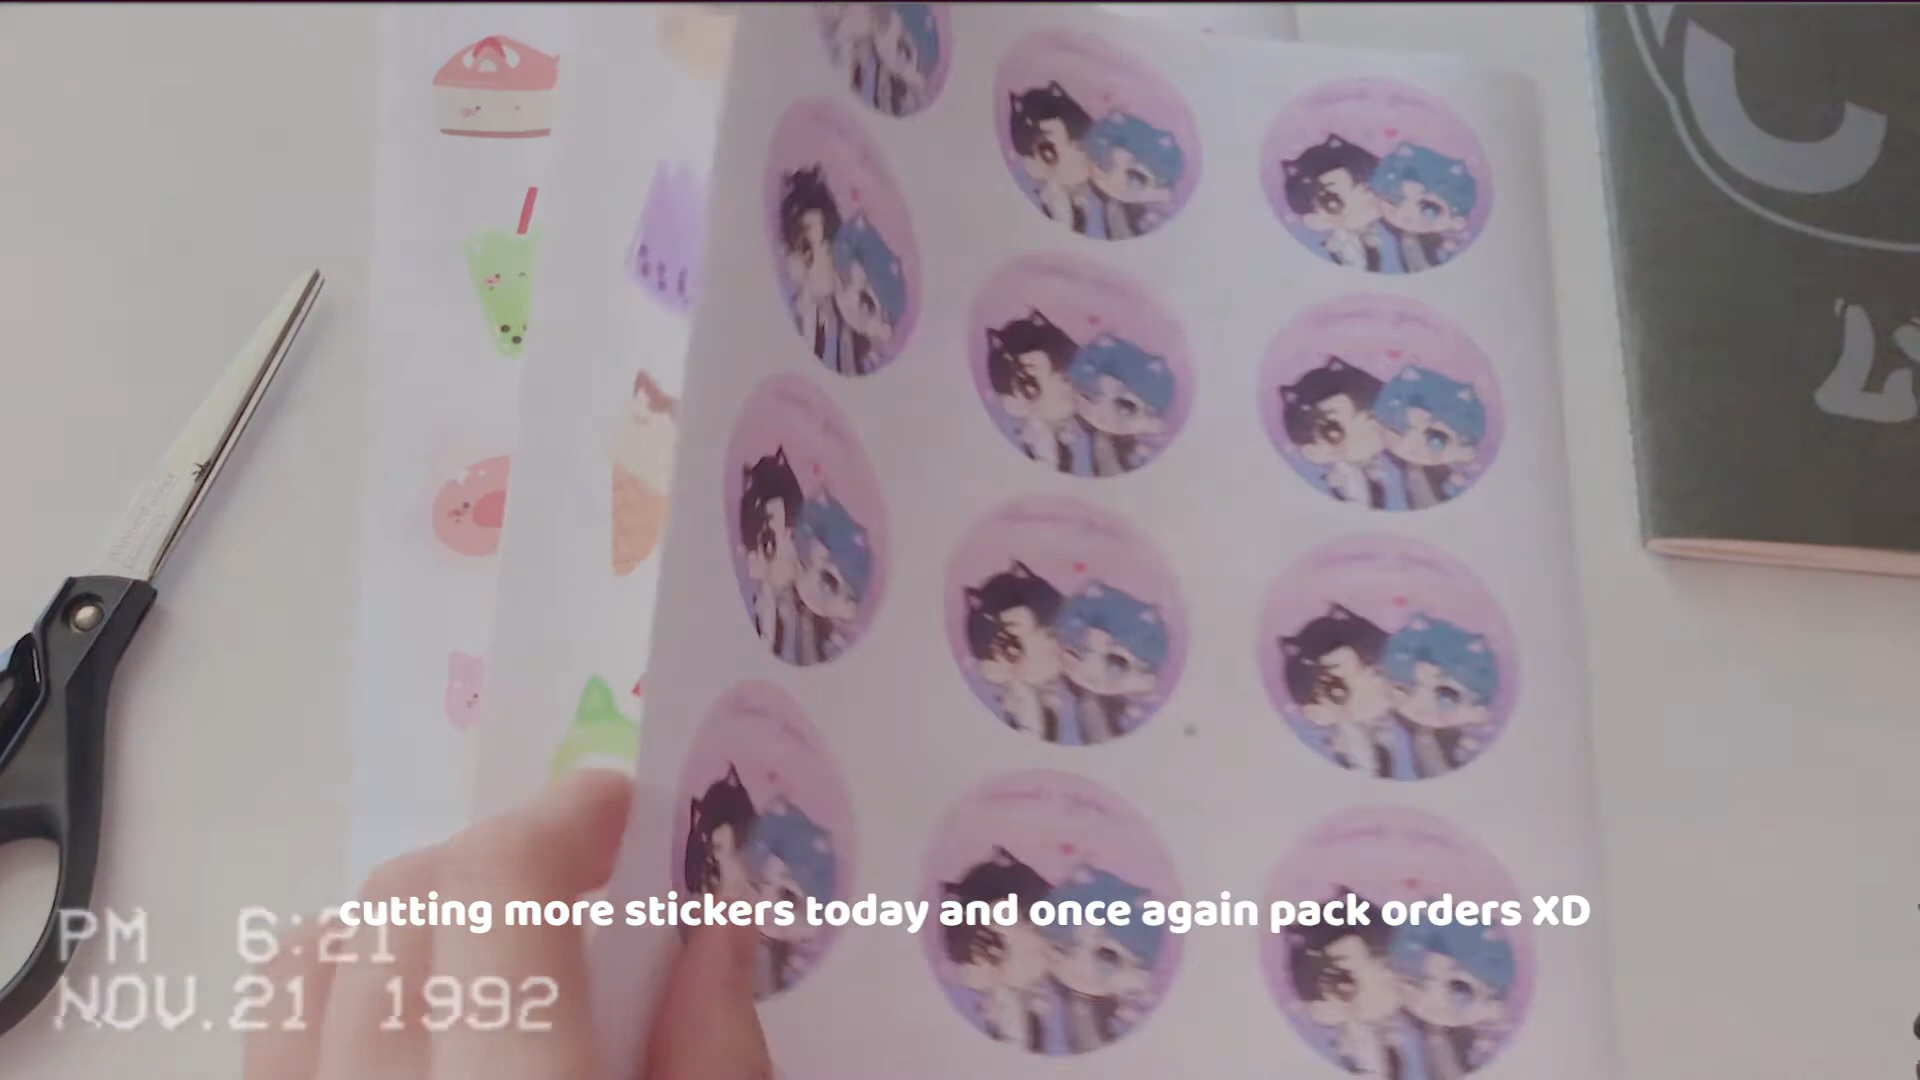 cutting more stickers today and once again pack orders XD
PM 6:21
NOV.21 1992